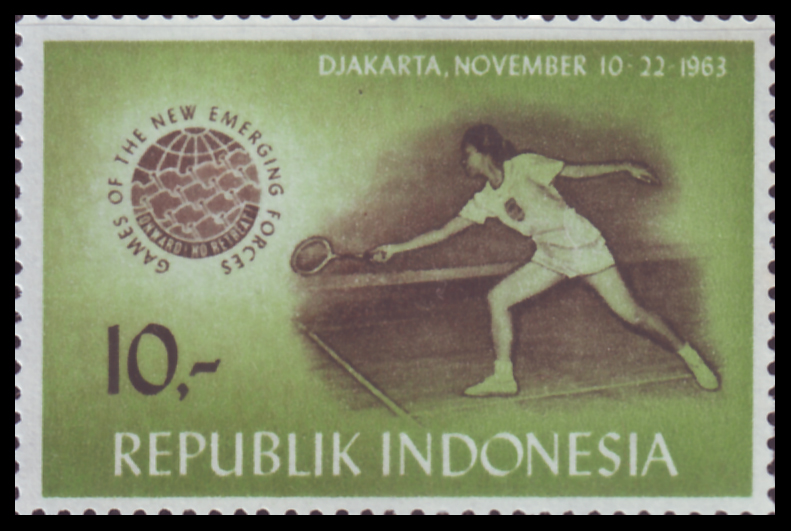 DJAKARTA, NOVEMBER 10-22-1963
GAMES OF THE NEW EMERGING FORCES
ONWARD! NO RETREAT!
10,-
REPUBLIK INDONESIA